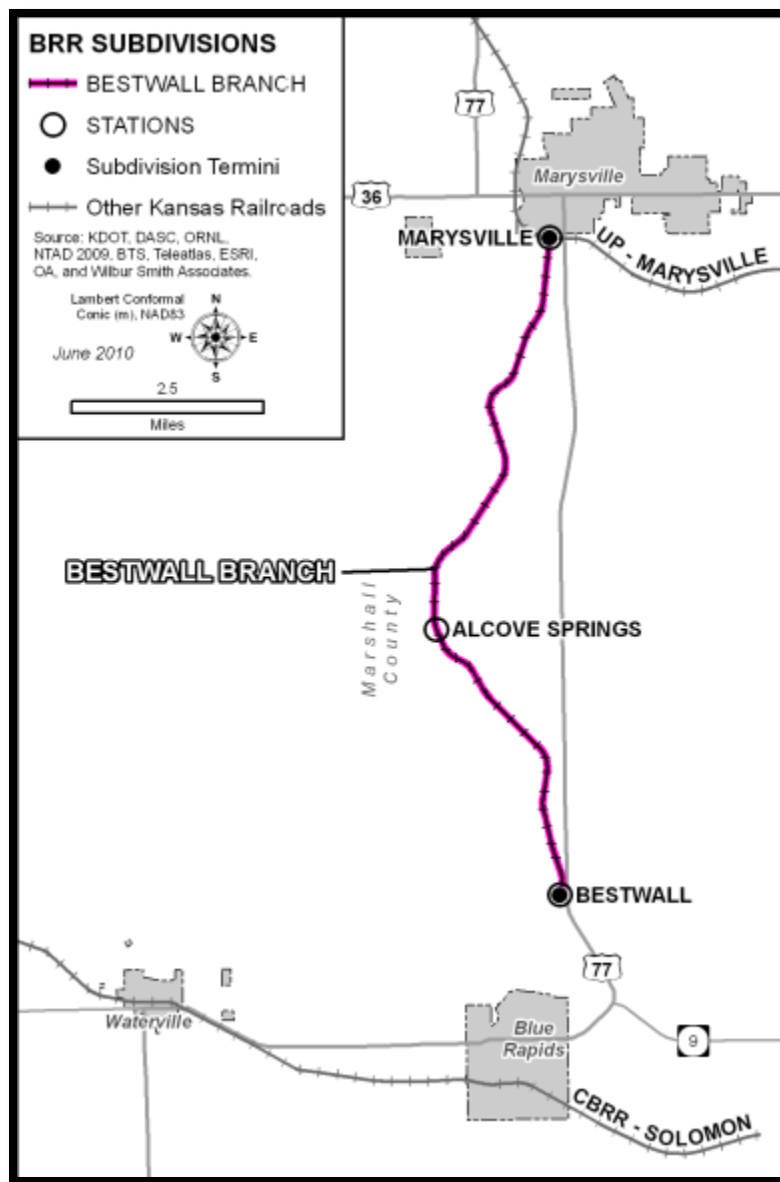 BRR SUBDIVISIONS
BESTWALL BRANCH
STATIONS
Subdivision Termini
Other Kansas Railroads
Source: KDOT, DASC, ORNL,
NTAD 2009, BTS, Teleatlas, ESRI,
OA, and Wilbur Smith Associates.
Lambert Conformal
Conic (m), NAD83
June 2010
N
W
E
S
2.5
Miles
77
36
Marysville
MARYSVILLE
UP - MARYSVILLE
BESTWALL BRANCH
Marshall
County
ALCOVE SPRINGS
BESTWALL
77
Waterville
Blue
Rapids
9
CBRR - SOLOMON